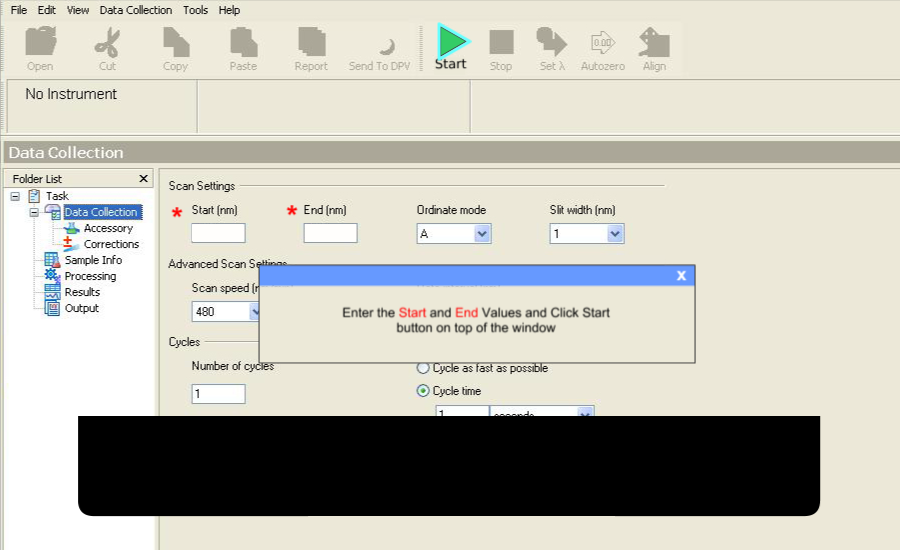 File Edit View Data Collection Tools Help
Open Cut Copy Paste Report Send To DPV Start Stop Set λ Autozero Align
0.00
No Instrument
Data Collection
Folder List
Task
Data Collection
Accessory
Corrections
Sample Info
Processing
Results
Output
Scan Settings
* Start (nm) * End (nm) Ordinate mode Slit width (nm)
A 1
Advanced Scan Settings
Scan speed
480
X
Enter the Start and End Values and Click Start
button on top of the window
Cycles
Number of cycles
1
Cycle as fast as possible
Cycle time
1 seconds